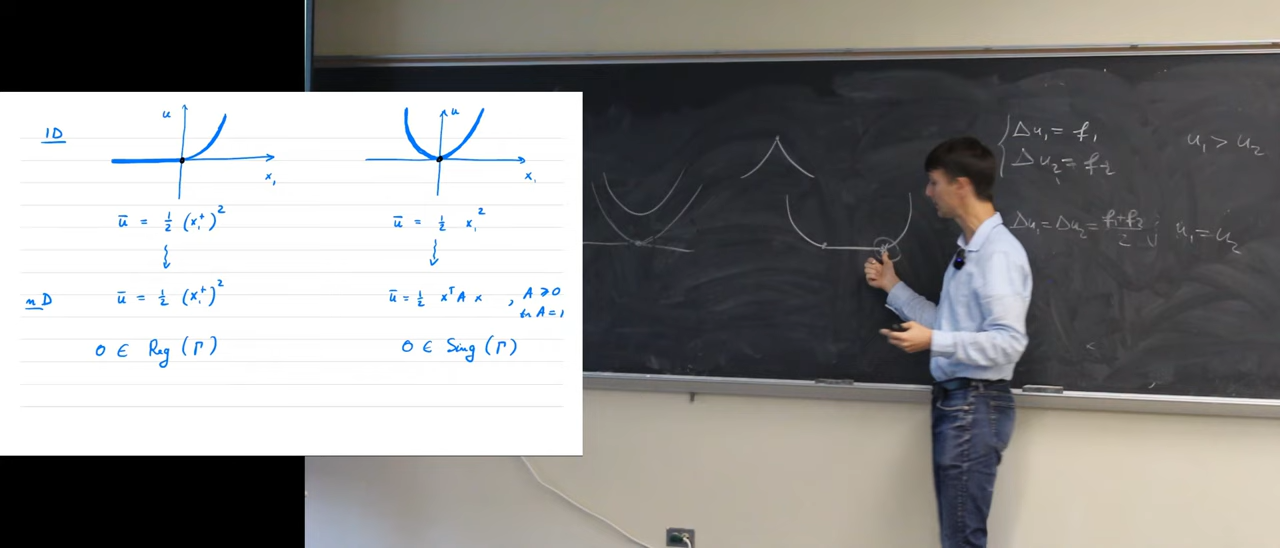 1D
u
x₁
u
x₁
ū = ½ (x₁⁺)²
ū = ½ x₁²
nD
ū = ½ (x₁⁺)²
ū = ½ xᵀA x , A ≥ 0
tr A = 1
0 ∈ Reg (Γ)
0 ∈ Sing (Γ)
Δu₁ = f₁
u₁ > u₂
Δu₂ = f₂
Δu₁ = Δu₂ = (f₁+f₂)/2
u₁ = u₂